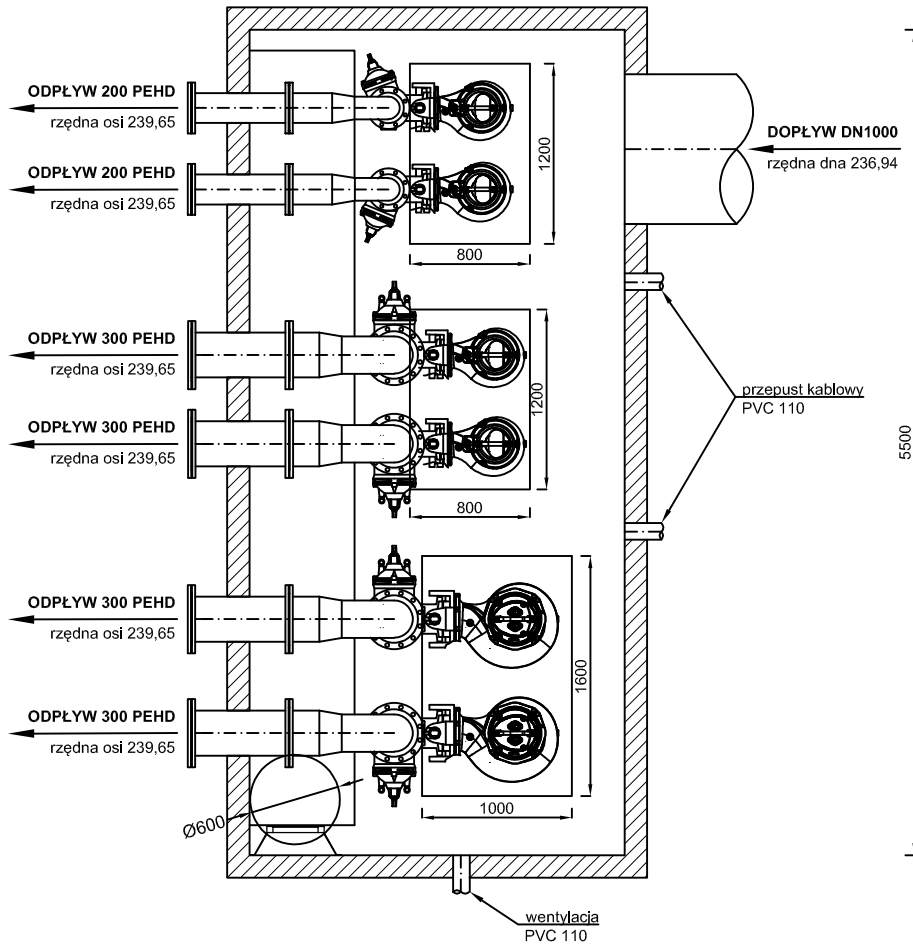 ODPŁYW 200 PEHD
rzędna osi 239,65
DOPŁYW DN1000
rzędna dna 236,94
1200
ODPŁYW 200 PEHD
rzędna osi 239,65
800
ODPŁYW 300 PEHD
rzędna osi 239,65
1200
przepust kablowy
PVC 110
ODPŁYW 300 PEHD
rzędna osi 239,65
5500
800
ODPŁYW 300 PEHD
rzędna osi 239,65
1600
ODPŁYW 300 PEHD
rzędna osi 239,65
1000
Ø600
wentylacja
PVC 110